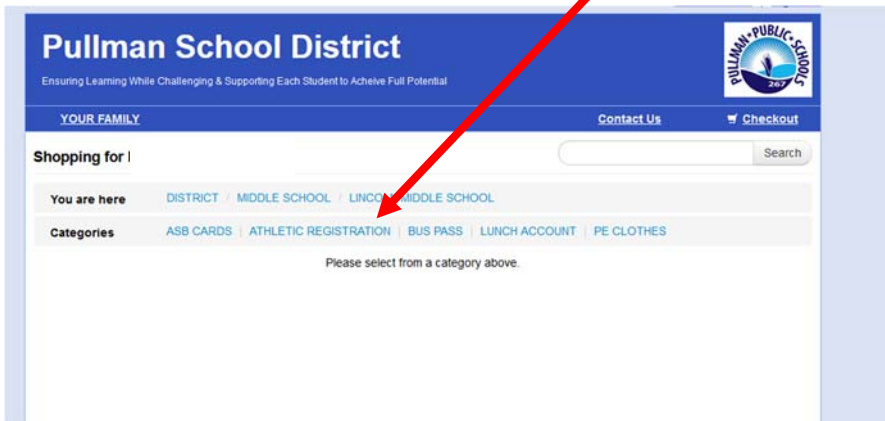 Pullman School District
Ensuring Learning While Challenging & Supporting Each Student to Acheive Full Potential
PULLMAN·PUBLIC·SCHOOLS
267
YOUR FAMILY Contact Us Checkout
Shopping for Search
You are here DISTRICT / MIDDLE SCHOOL / MIDDLE SCHOOL
Categories ASB CARDS | ATHLETIC REGISTRATION | BUS PASS | LUNCH ACCOUNT | PE CLOTHES
Please select from a category above.